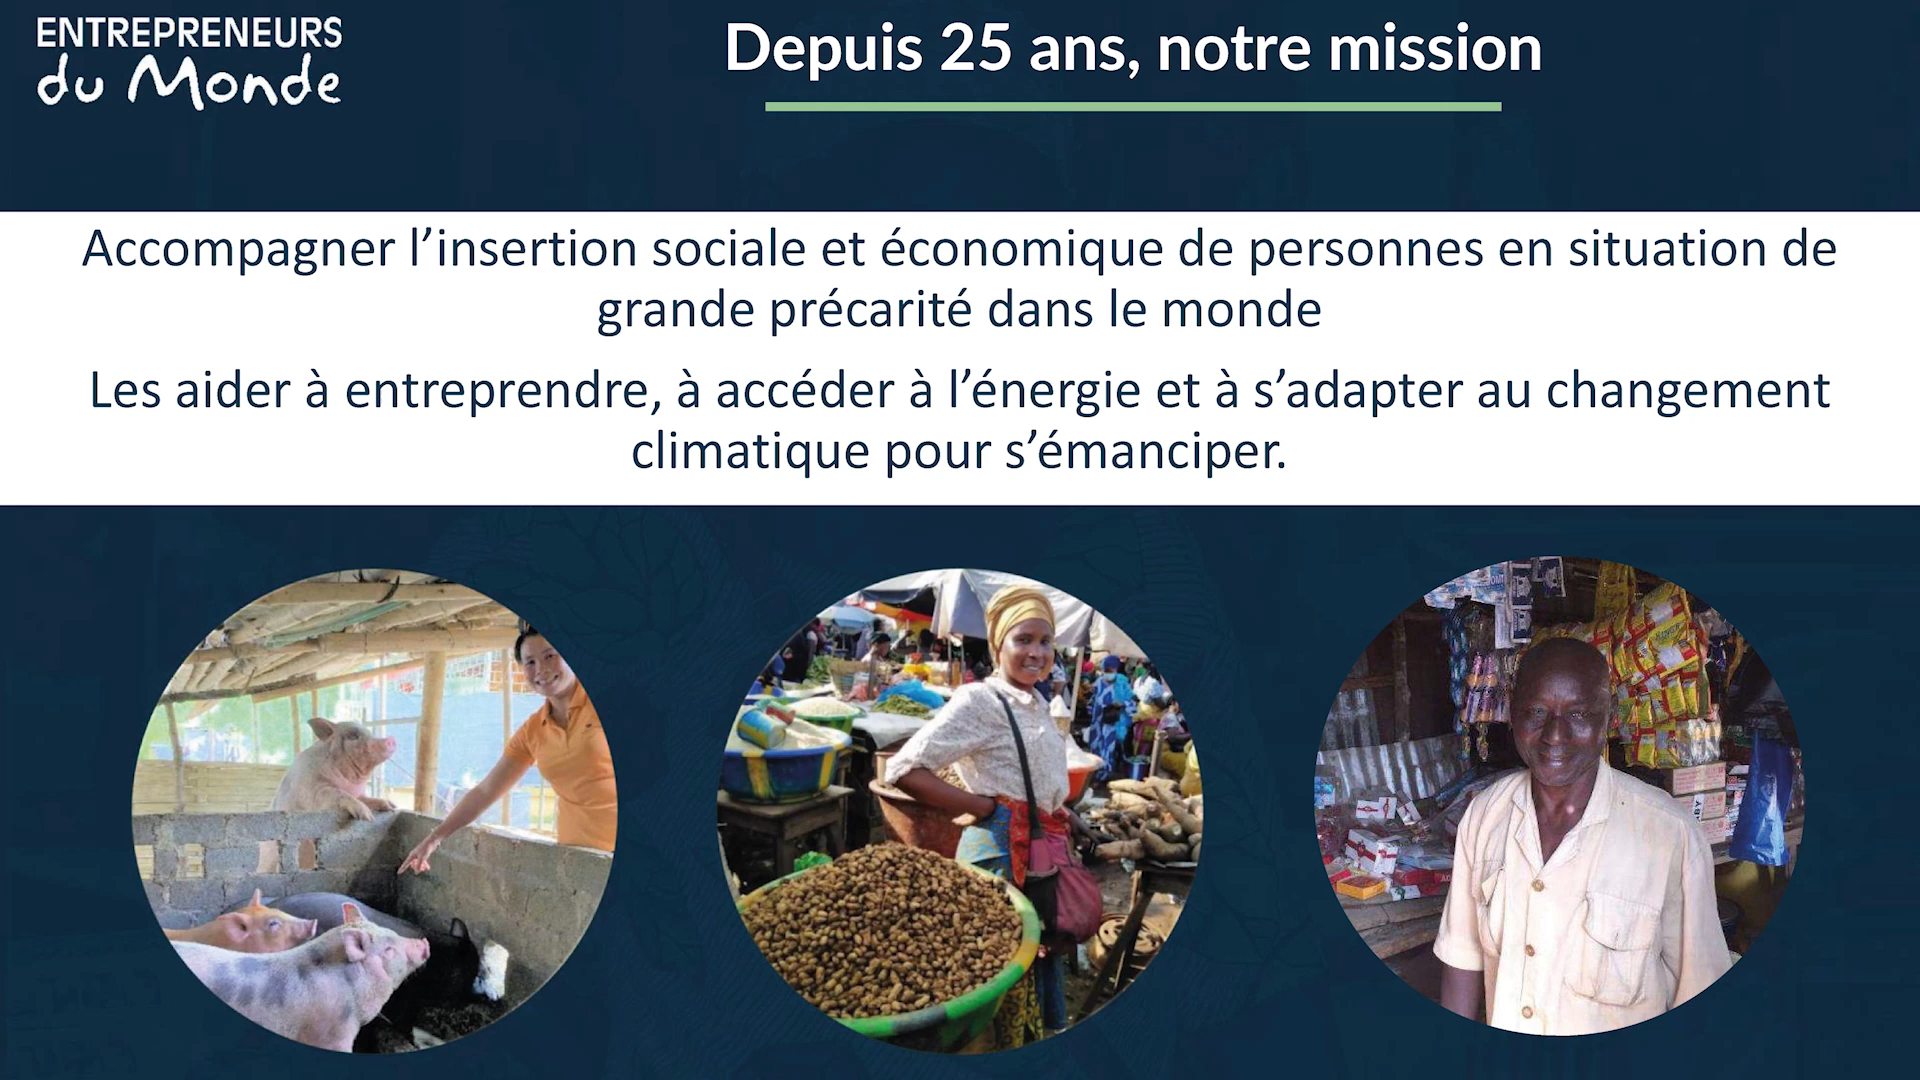 ENTREPRENEURS
du Monde
Depuis 25 ans, notre mission
Accompagner l’insertion sociale et économique de personnes en situation de
grande précarité dans le monde
Les aider à entreprendre, à accéder à l’énergie et à s’adapter au changement
climatique pour s’émanciper.